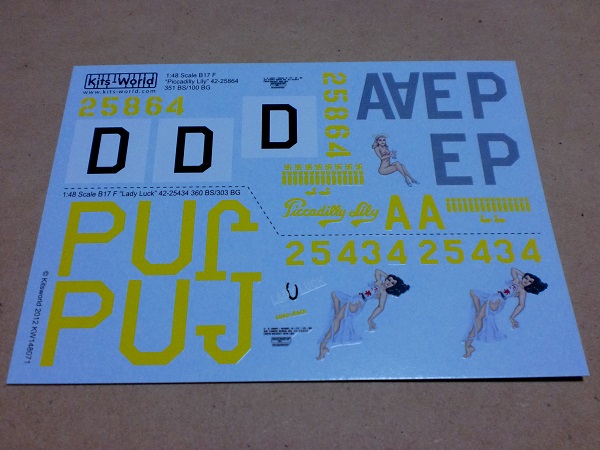 Kits-World
www.kits-world.com
1:48 Scale B17 F
"Piccadilly Lily" 42-25864
351 BS/100 BG
25864
D D D
25864
AAEP
EP
Piccadilly Lily
A A
1:48 Scale B17 F "Lady Luck" 42-25434 360 BS/303 BG
PUJ
PUJ
25434 25434
© Kitsworld 2012 KW148071